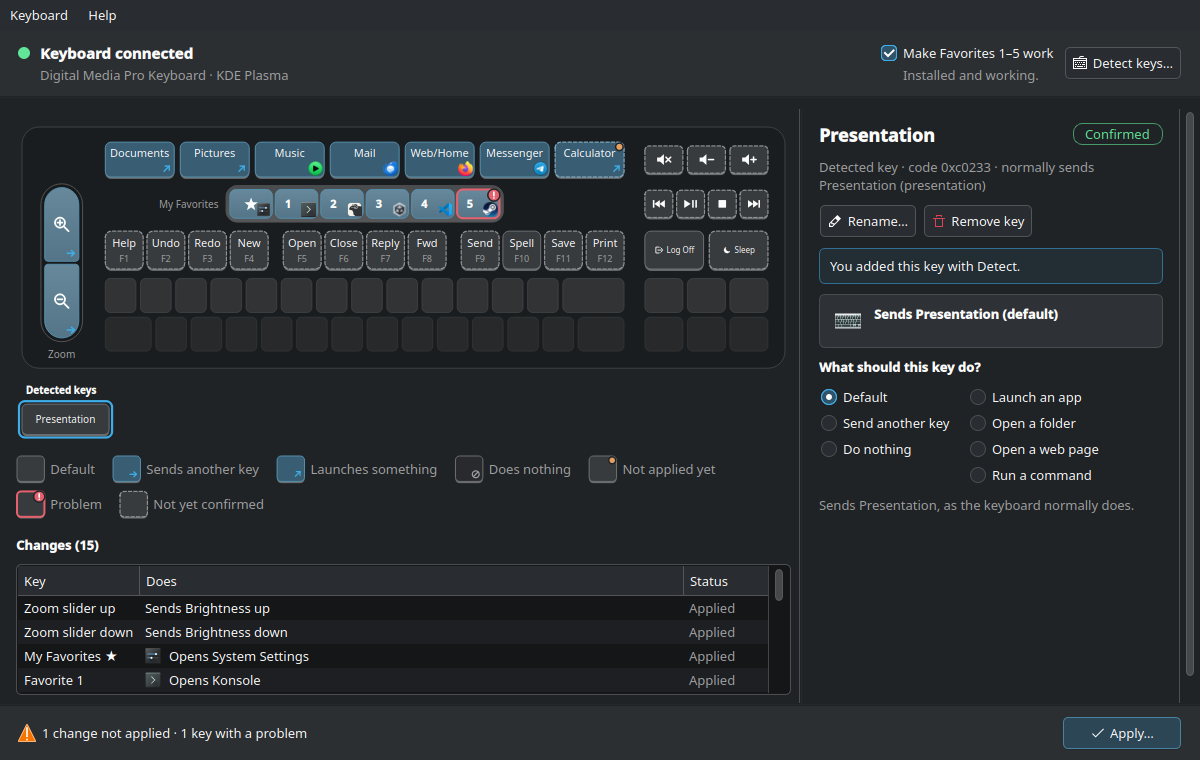 Keyboard Help
Keyboard connected
Digital Media Pro Keyboard · KDE Plasma
Make Favorites 1–5 work
Installed and working.
Detect keys...
Documents Pictures Music Mail Web/Home Messenger Calculator
My Favorites ★ 1 2 3 4 5
Help Undo Redo New Open Close Reply Fwd Send Spell Save Print
F1 F2 F3 F4 F5 F6 F7 F8 F9 F10 F11 F12
Log Off Sleep
Zoom
Detected keys
Presentation
Default Sends another key Launches something Does nothing Not applied yet
Problem Not yet confirmed
Changes (15)
Key Does Status
Zoom slider up Sends Brightness up Applied
Zoom slider down Sends Brightness down Applied
My Favorites ★ Opens System Settings Applied
Favorite 1 Opens Konsole Applied
Presentation Confirmed
Detected key · code 0xc0233 · normally sends
Presentation (presentation)
Rename... Remove key
You added this key with Detect.
Sends Presentation (default)
What should this key do?
Default Launch an app
Send another key Open a folder
Do nothing Open a web page
Run a command
Sends Presentation, as the keyboard normally does.
1 change not applied · 1 key with a problem
Apply...